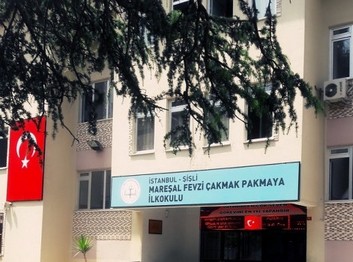 İSTANBUL - ŞİŞLİ
MAREŞAL FEVZİ ÇAKMAK PAKMAYA
İLKOKULU